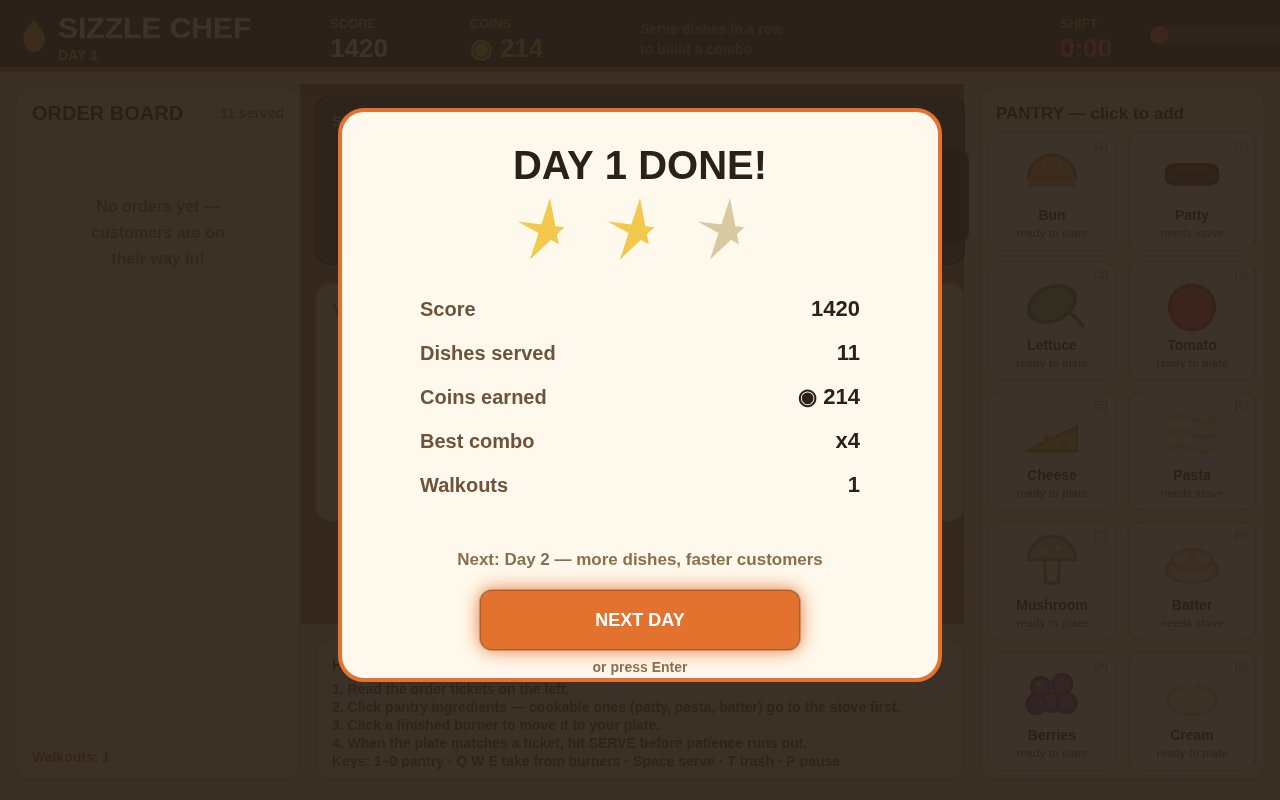 SIZZLE CHEF
DAY 1
SCORE
1420
COINS
◉ 214
Serve dishes in a row
to build a combo
SHIFT
0:00
ORDER BOARD
11 served
No orders yet —
customers are on
their way in!
Walkouts: 1
DAY 1 DONE!
Score 1420
Dishes served 11
Coins earned ◉ 214
Best combo x4
Walkouts 1
Next: Day 2 — more dishes, faster customers
NEXT DAY
or press Enter
1. Read the order tickets on the left.
2. Click pantry ingredients — cookable ones (patty, pasta, batter) go to the stove first.
3. Click a finished burner to move it to your plate.
4. When the plate matches a ticket, hit SERVE before patience runs out.
Keys: 1–0 pantry · Q W E take from burners · Space serve · T trash · P pause
PANTRY — click to add
[1]
Bun
ready to plate
[2]
Patty
needs stove
[3]
Lettuce
ready to plate
[4]
Tomato
ready to plate
[5]
Cheese
ready to plate
[6]
Pasta
needs stove
[7]
Mushroom
ready to plate
[8]
Batter
needs stove
[9]
Berries
ready to plate
[0]
Cream
ready to plate